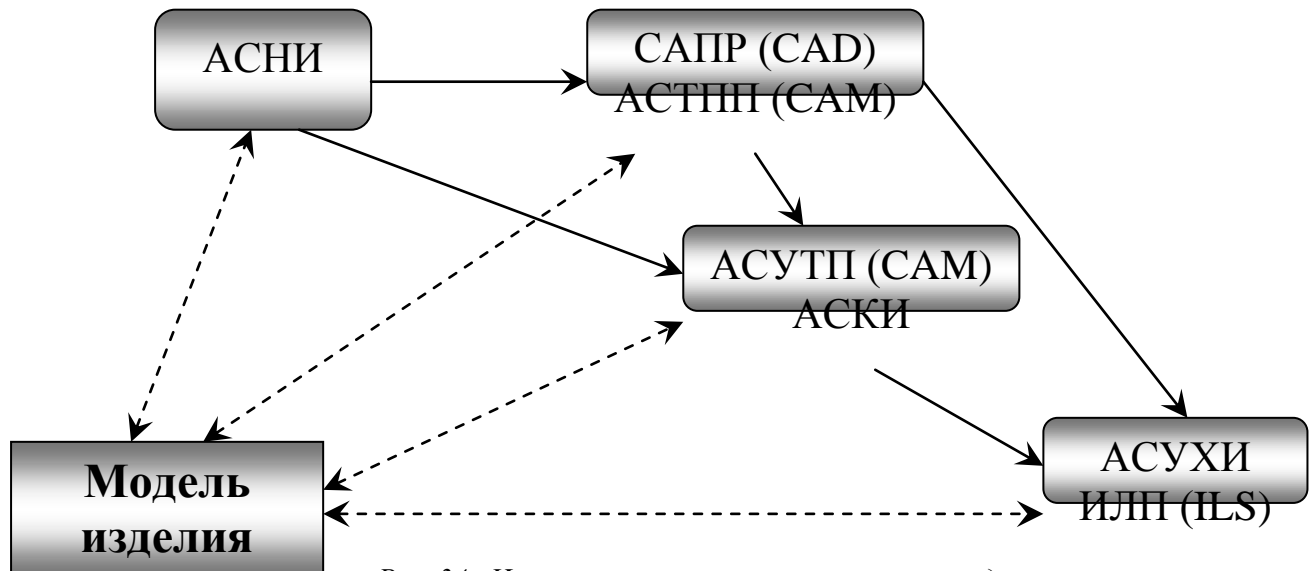 АСНИ
САПР (CAD)
АСТПП (CAM)
АСУТП (CAM)
АСКИ
АСУХИ
ИЛП (ILS)
Модель
изделия